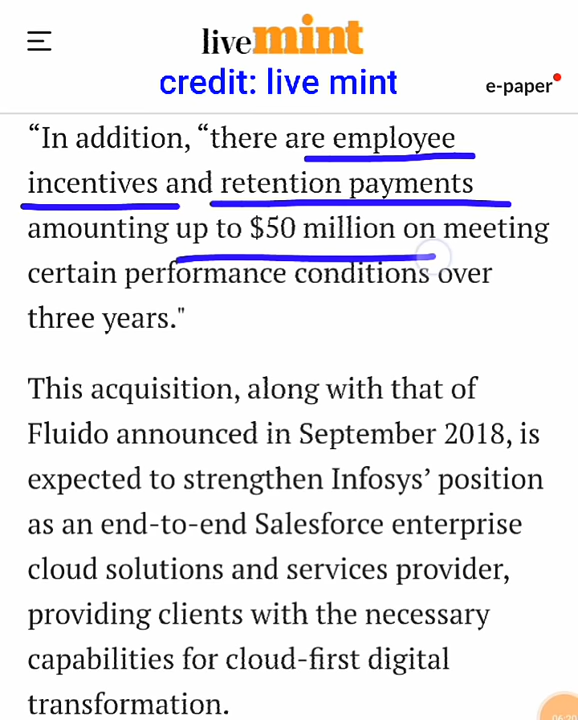 livemint
credit: live mint
e-paper
“In addition, “there are employee
incentives and retention payments
amounting up to $50 million on meeting
certain performance conditions over
three years."
This acquisition, along with that of
Fluido announced in September 2018, is
expected to strengthen Infosys’ position
as an end-to-end Salesforce enterprise
cloud solutions and services provider,
providing clients with the necessary
capabilities for cloud-first digital
transformation.